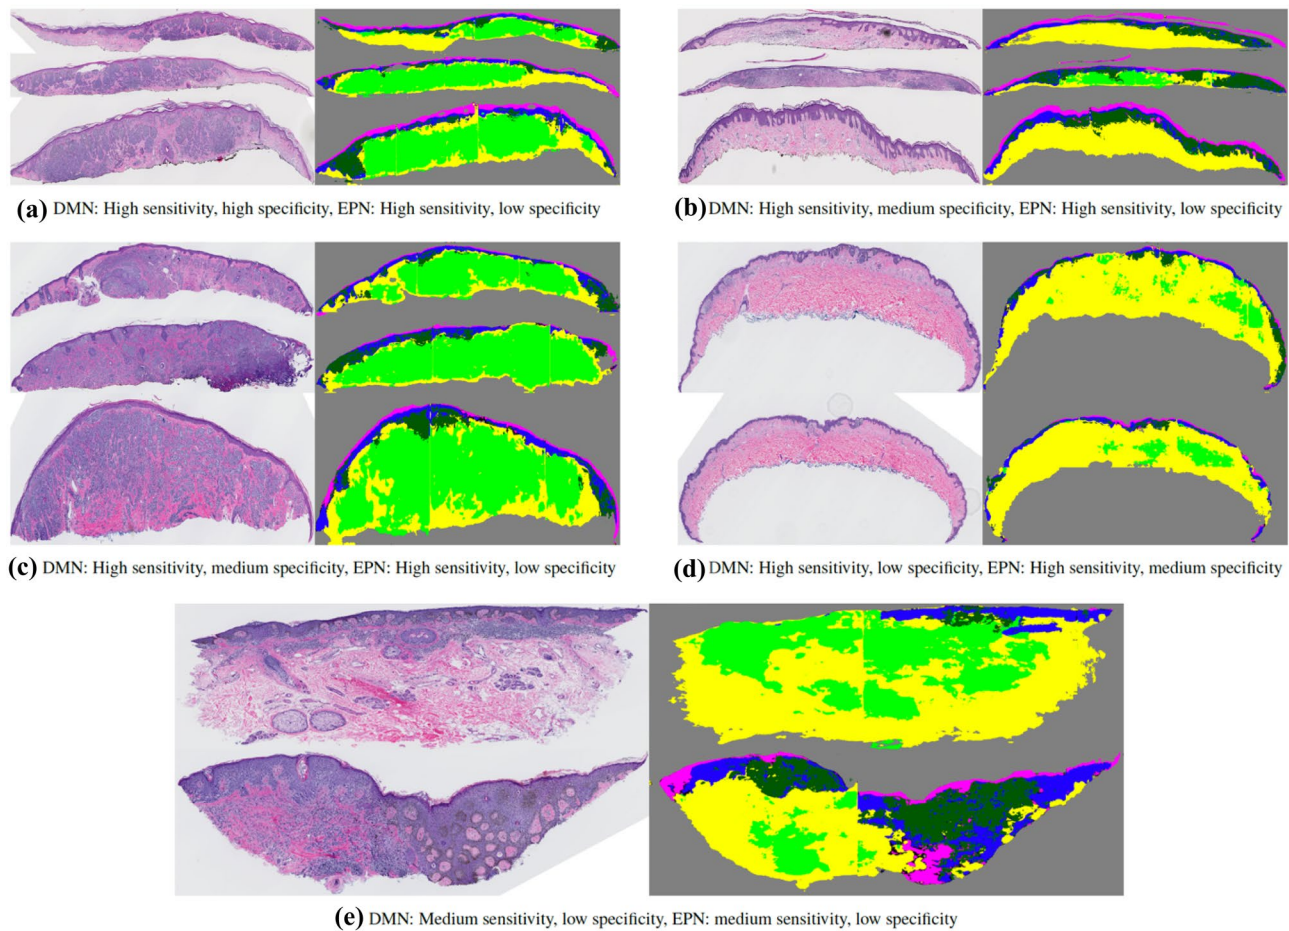 (a) DMN: High sensitivity, high specificity, EPN: High sensitivity, low specificity
(b) DMN: High sensitivity, medium specificity, EPN: High sensitivity, low specificity
(c) DMN: High sensitivity, medium specificity, EPN: High sensitivity, low specificity
(d) DMN: High sensitivity, low specificity, EPN: High sensitivity, medium specificity
(e) DMN: Medium sensitivity, low specificity, EPN: medium sensitivity, low specificity